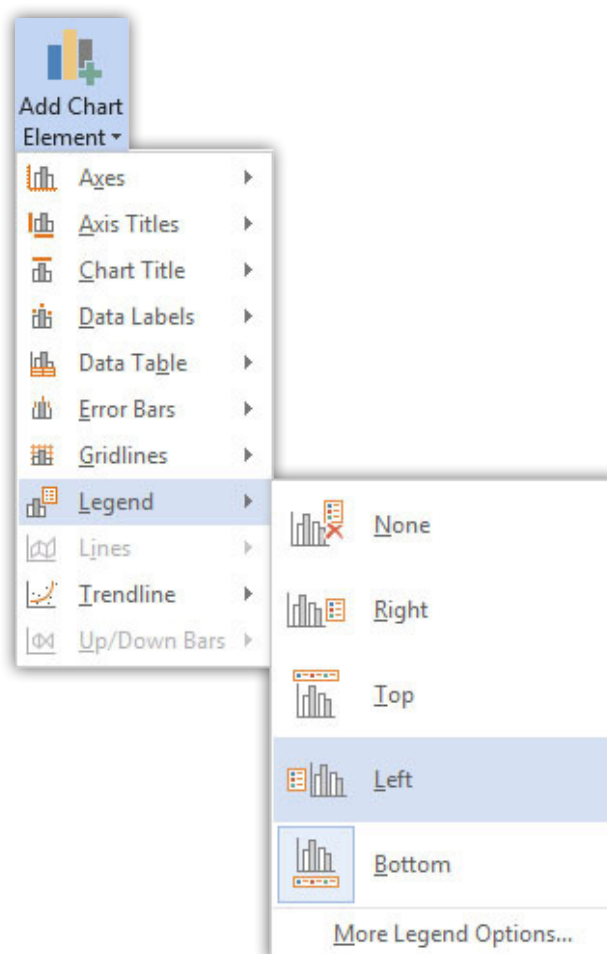 Add Chart
Element
Axes
Axis Titles
Chart Title
Data Labels
Data Table
Error Bars
Gridlines
Legend
Lines
Trendline
Up/Down Bars
None
Right
Top
Left
Bottom
More Legend Options...